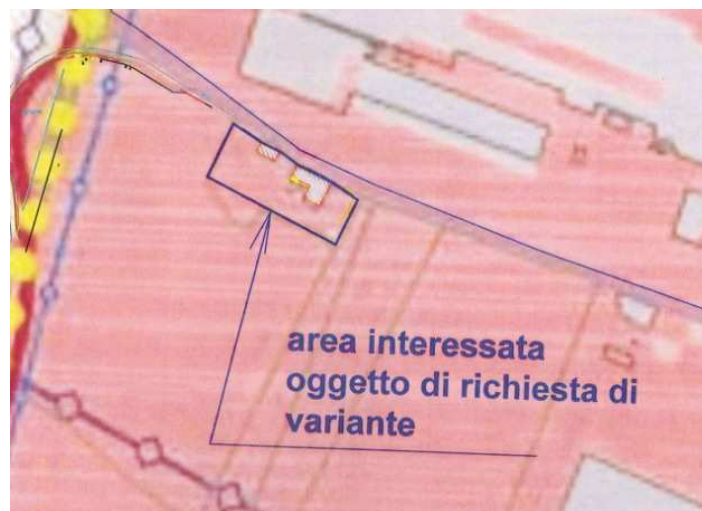 area interessata
oggetto di richiesta di
variante